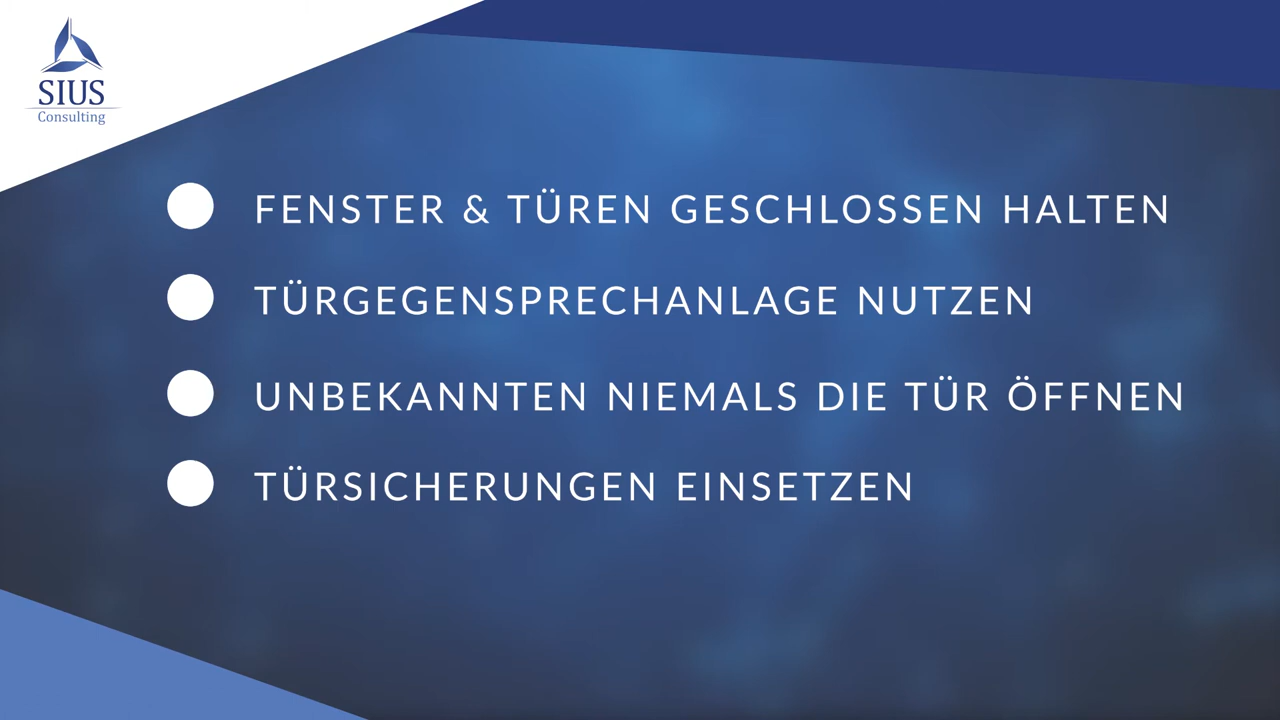 SIUS
Consulting
FENSTER & TÜREN GESCHLOSSEN HALTEN
TÜRGEGENSPRECHANLAGE NUTZEN
UNBEKANNTEN NIEMALS DIE TÜR ÖFFNEN
TÜRSICHERUNGEN EINSETZEN